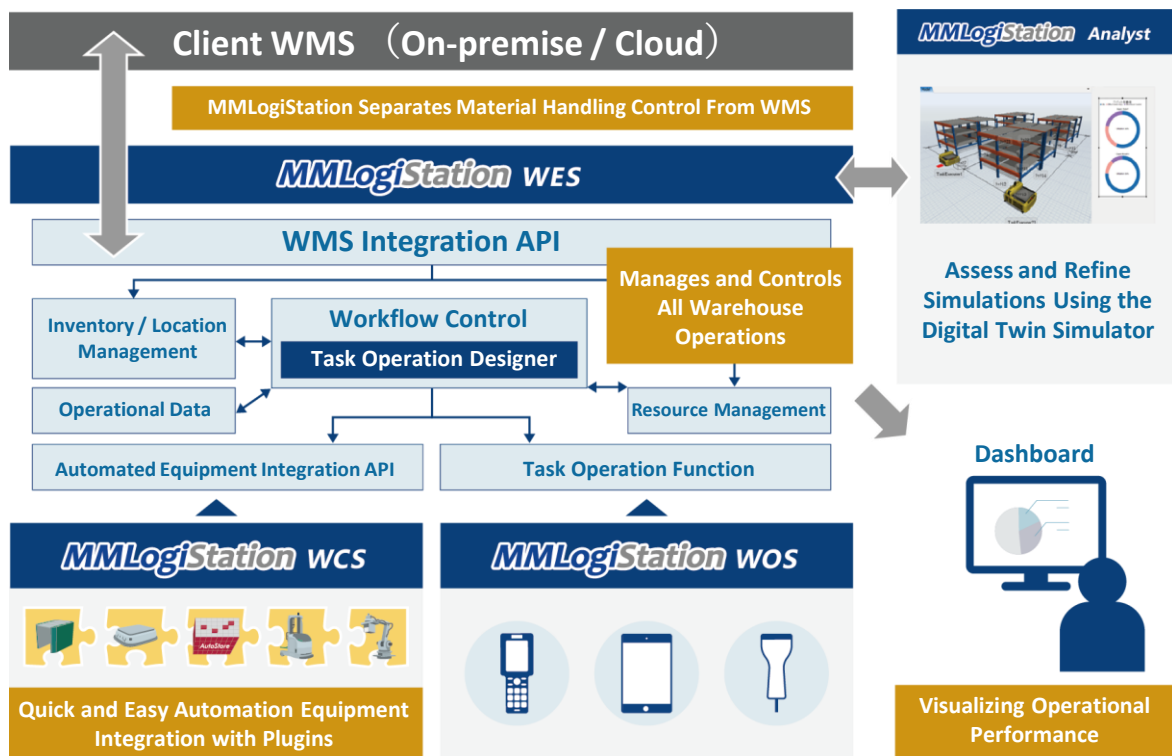 Client WMS （On-premise / Cloud）
MMLogiStation Separates Material Handling Control From WMS
MMLogiStation WES
WMS Integration API
Manages and Controls
All Warehouse
Operations
Inventory / Location
Management
Workflow Control
Task Operation Designer
Operational Data
Resource Management
Automated Equipment Integration API
Task Operation Function
MMLogiStation WCS
AutoStore
Quick and Easy Automation Equipment
Integration with Plugins
MMLogiStation WOS
MMLogiStation Analyst
Assess and Refine
Simulations Using the
Digital Twin Simulator
Dashboard
Visualizing Operational
Performance